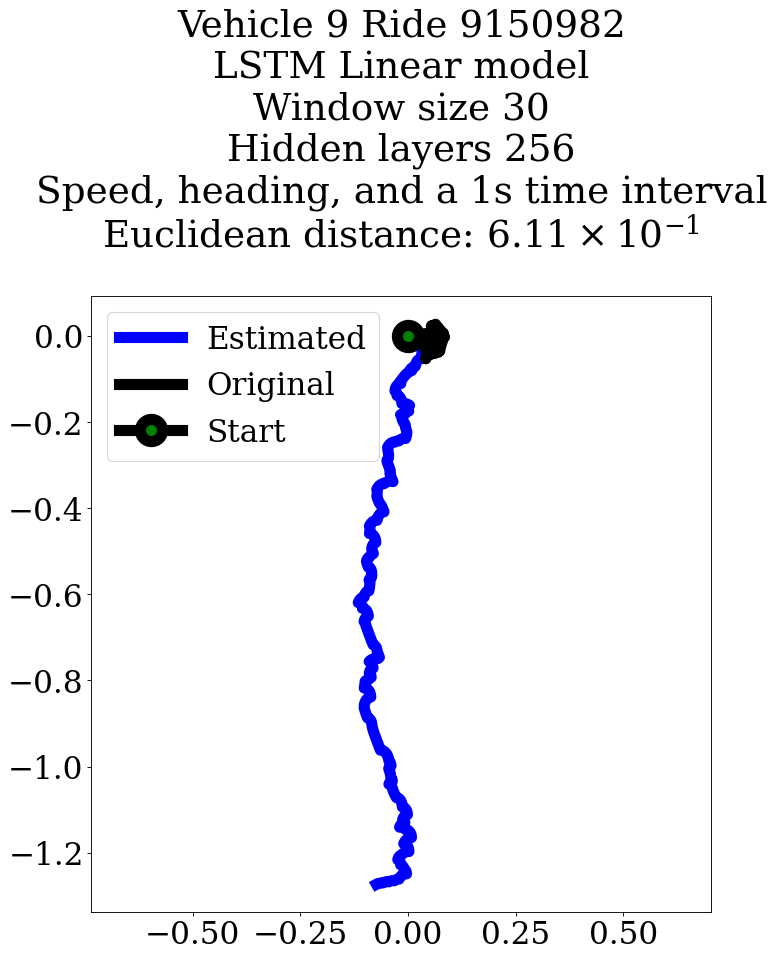 Vehicle 9 Ride 9150982
LSTM Linear model
Window size 30
Hidden layers 256
Speed, heading, and a 1s time interval
Euclidean distance: 6.11 × 10⁻¹
Estimated
Original
Start
0.0
−0.2
−0.4
−0.6
−0.8
−1.0
−1.2
−0.50 −0.25 0.00 0.25 0.50